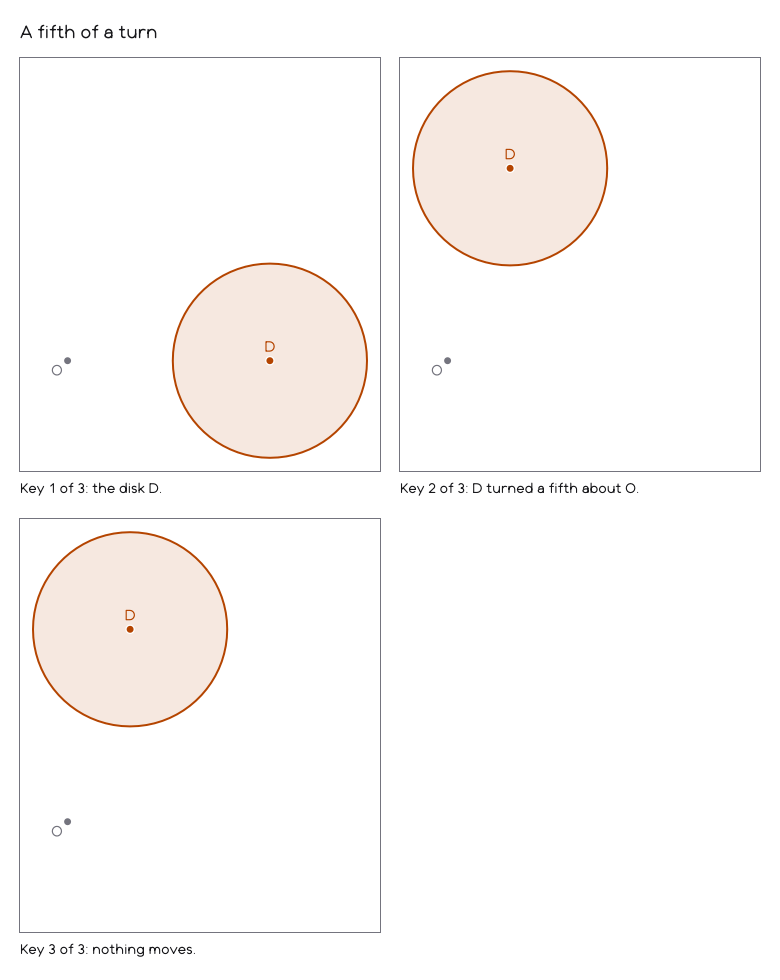 A fifth of a turn
D
O
Key 1 of 3: the disk D.
D
O
Key 2 of 3: D turned a fifth about O.
D
O
Key 3 of 3: nothing moves.